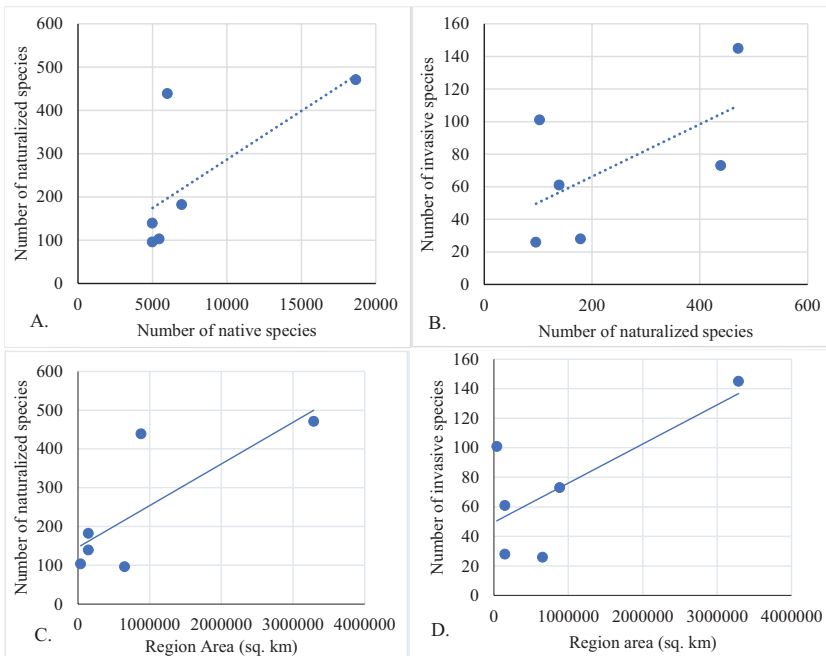 600
500
400
300
200
100
0
0 5000 10000 15000 20000
Number of naturalized species
Number of native species
A.
160
140
120
100
80
60
40
20
0
0 200 400 600
Number of invasive species
Number of naturalized species
B.
600
500
400
300
200
100
0
0 1000000 2000000 3000000 4000000
Number of naturalized species
Region Area (sq. km)
C.
160
140
120
100
80
60
40
20
0
0 1000000 2000000 3000000 4000000
Number of invasive species
Region area (sq. km)
D.